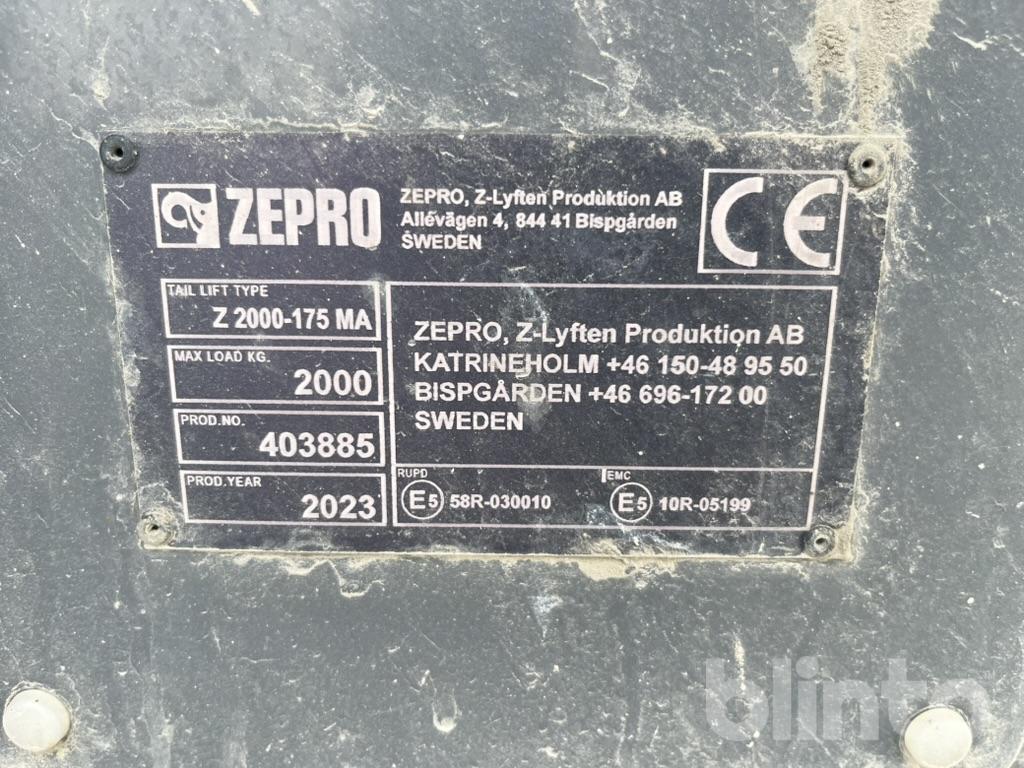 ZEPRO
ZEPRO, Z-Lyften Produktion AB
Allévägen 4, 844 41 Bispgården
SWEDEN
CE
TAIL LIFT TYPE
Z 2000-175 MA
MAX LOAD KG.
2000
PROD.NO.
403885
PROD.YEAR
2023
ZEPRO, Z-Lyften Produktion AB
KATRINEHOLM +46 150-48 95 50
BISPGÅRDEN +46 696-172 00
SWEDEN
RUPD
E5 58R-030010
EMC
E5 10R-05199
blinto